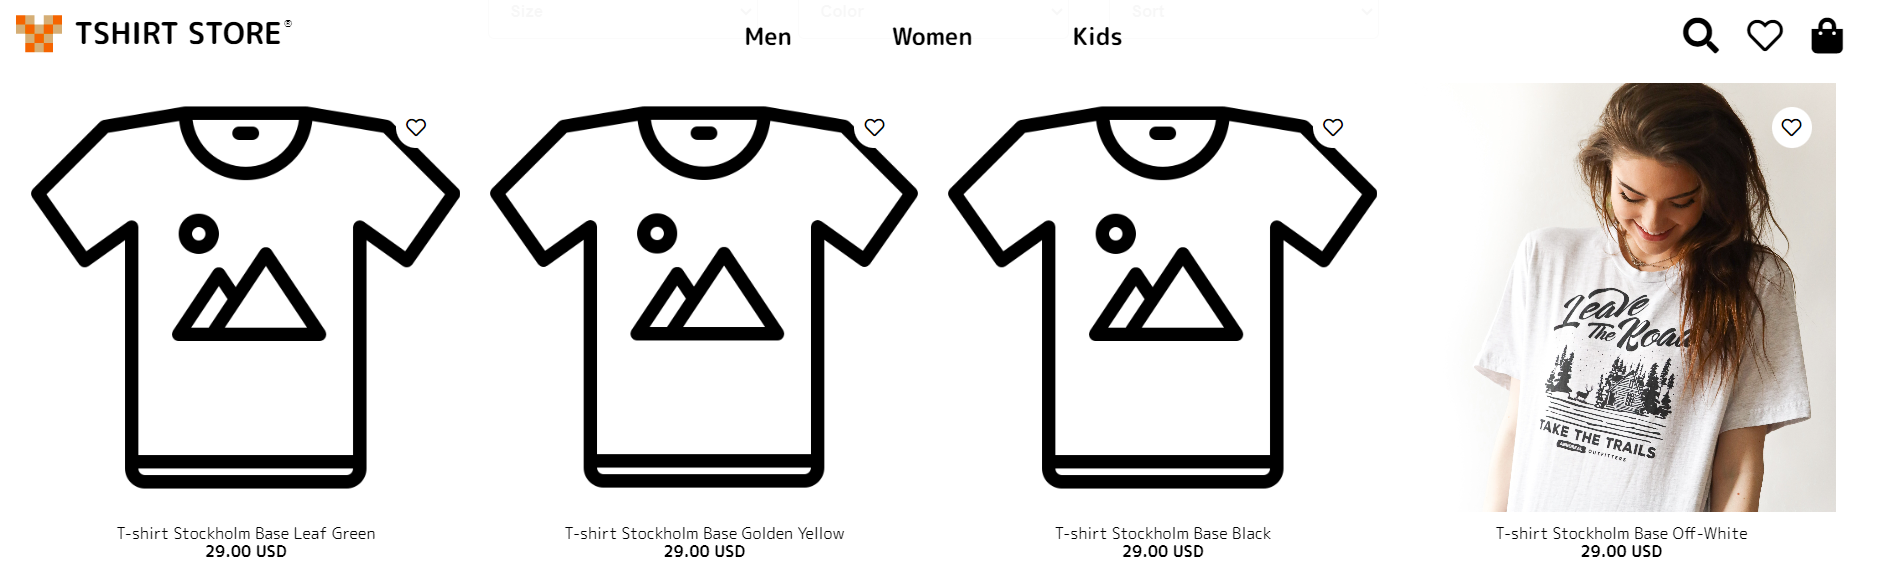 Size
Color
Sort
TSHIRT STORE®
Men
Women
Kids
Leave
The Road
TAKE THE TRAILS
OUTFITTERS
T-shirt Stockholm Base Leaf Green
29.00 USD
T-shirt Stockholm Base Golden Yellow
29.00 USD
T-shirt Stockholm Base Black
29.00 USD
T-shirt Stockholm Base Off-White
29.00 USD